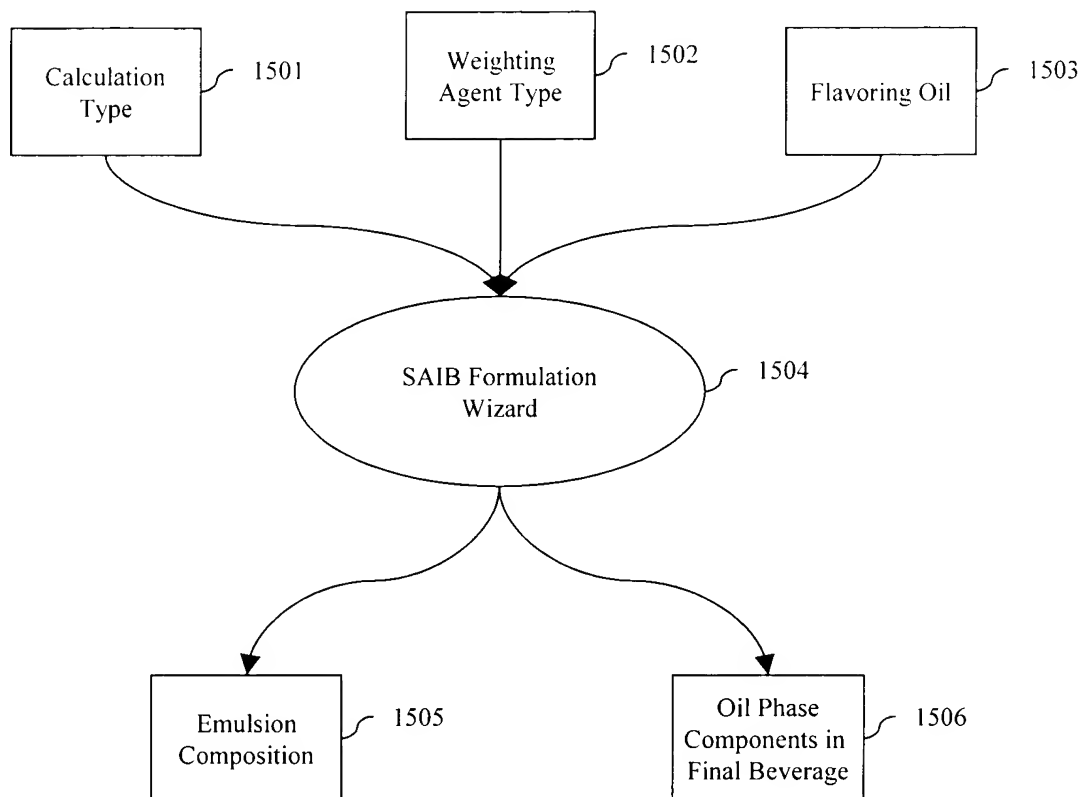 Calculation
Type
1501
Weighting
Agent Type
1502
Flavoring Oil
1503
SAIB Formulation
Wizard
1504
Emulsion
Composition
1505
Oil Phase
Components in
Final Beverage
1506